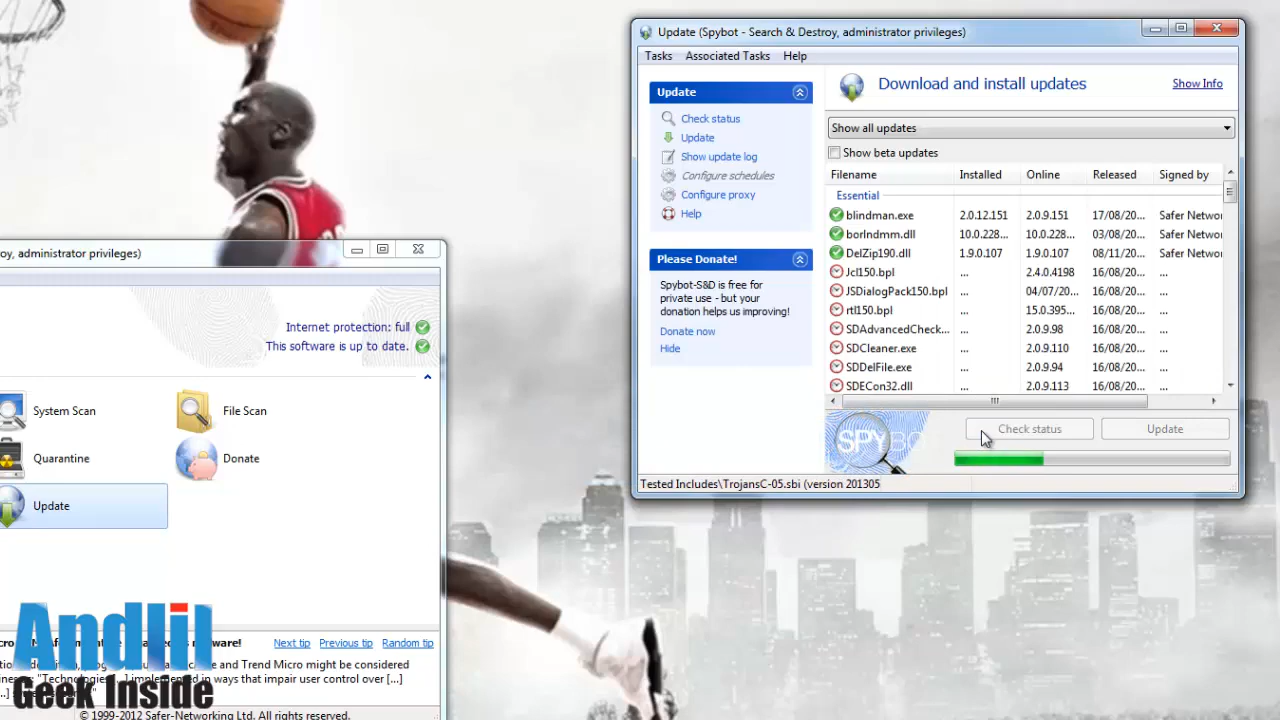 Update (Spybot - Search & Destroy, administrator privileges)
Tasks Associated Tasks Help
Update
Check status
Update
Show update log
Configure schedules
Configure proxy
Help
Please Donate!
Spybot-S&D is free for
private use - but your
donation helps us improving!
Donate now
Hide
Download and install updates
Show Info
Show all updates
Show beta updates
Filename Installed Online Released Signed by
Essential
blindman.exe 2.0.12.151 2.0.9.151 17/08/20... Safer Networ
borlndmm.dll 10.0.228... 10.0.228... 03/08/20... Safer Networ
DelZip190.dll 1.9.0.107 1.9.0.107 09/08/20... Safer Networ
Jcl150.bpl ... 2.4.0.4198 16/08/20... ...
JSDialogPack150.bpl ... 04/07/20... 16/08/20... ...
rtl150.bpl ... 15.0.395... 16/08/20... ...
SDAdvancedCheck... ... 2.0.9.98 16/08/20... ...
SDCleaner.exe ... 2.0.9.110 16/08/20... ...
SDDelFile.exe ... 2.0.9.94 16/08/20... ...
SDECon32.dll ... 2.0.9.113 16/08/20... ...
SPYBO
Check status Update
Tested Includes\TrojansC-05.sbi (version 201305
oy, administrator privileges)
Internet protection: full
This software is up to date.
System Scan File Scan
Quarantine Donate
Update
Next tip Previous tip Random tip
and Trend Micro might be considered
in ways that impair user control over [...]
© 1999-2012 Safer-Networking Ltd. All rights reserved.
Andlil
Geek Inside